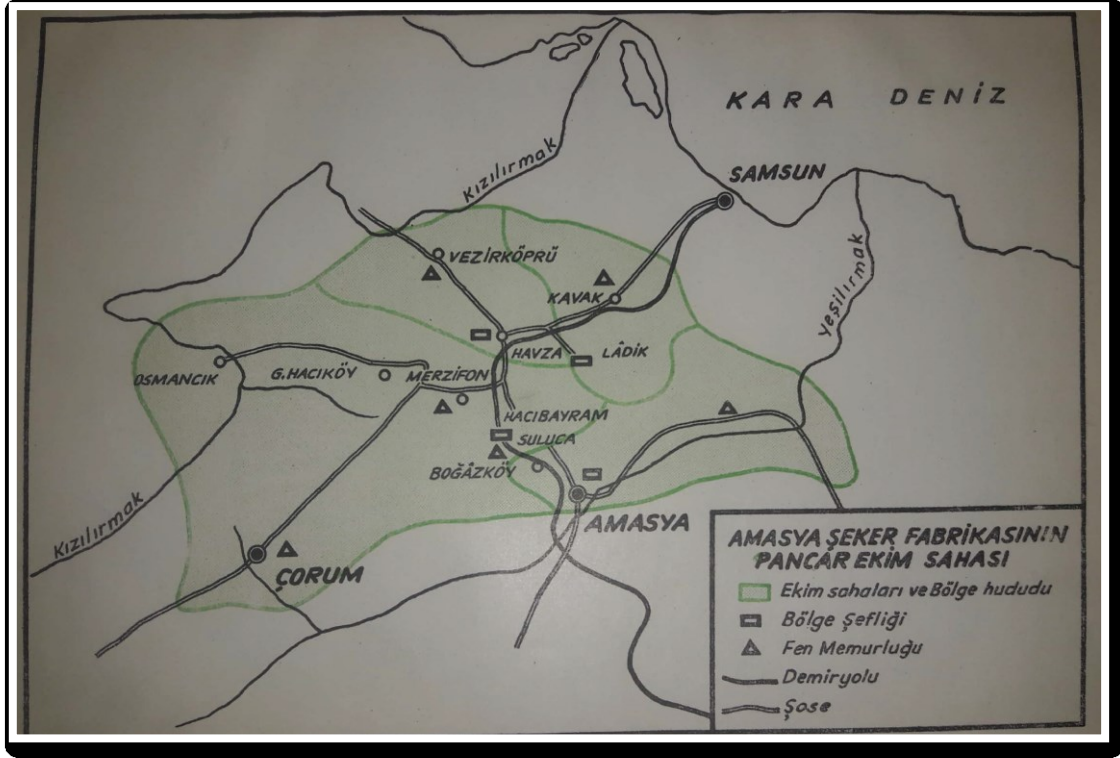 KARA DENİZ
SAMSUN
Kızılırmak
Yeşilırmak
VEZİRKÖPRÜ
KAVAK
HAVZA
LÂDİK
OSMANCIK
G.HACIKÖY
MERZİFON
HACIBAYRAM
SULUCA
BOĞÂZKÖY
AMASYA
Kızılırmak
ÇORUM
AMASYA ŞEKER FABRİKASININ
PANCAR EKİM SAHASI
Ekim sahaları ve Bölge hududu
Bölge Şefliği
Fen Memurluğu
Demiryolu
Şose